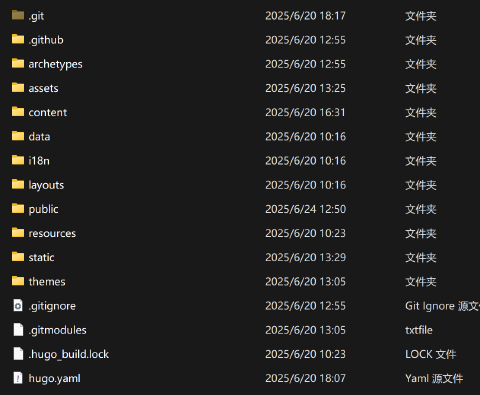 .git 2025/6/20 18:17 文件夹
.github 2025/6/20 12:55 文件夹
archetypes 2025/6/20 12:55 文件夹
assets 2025/6/20 13:25 文件夹
content 2025/6/20 16:31 文件夹
data 2025/6/20 10:16 文件夹
i18n 2025/6/20 10:16 文件夹
layouts 2025/6/20 10:16 文件夹
public 2025/6/24 12:50 文件夹
resources 2025/6/20 10:23 文件夹
static 2025/6/20 13:29 文件夹
themes 2025/6/20 13:05 文件夹
.gitignore 2025/6/20 12:55 Git Ignore 源文
.gitmodules 2025/6/20 13:05 txtfile
.hugo_build.lock 2025/6/20 10:23 LOCK 文件
hugo.yaml 2025/6/20 18:07 Yaml 源文件